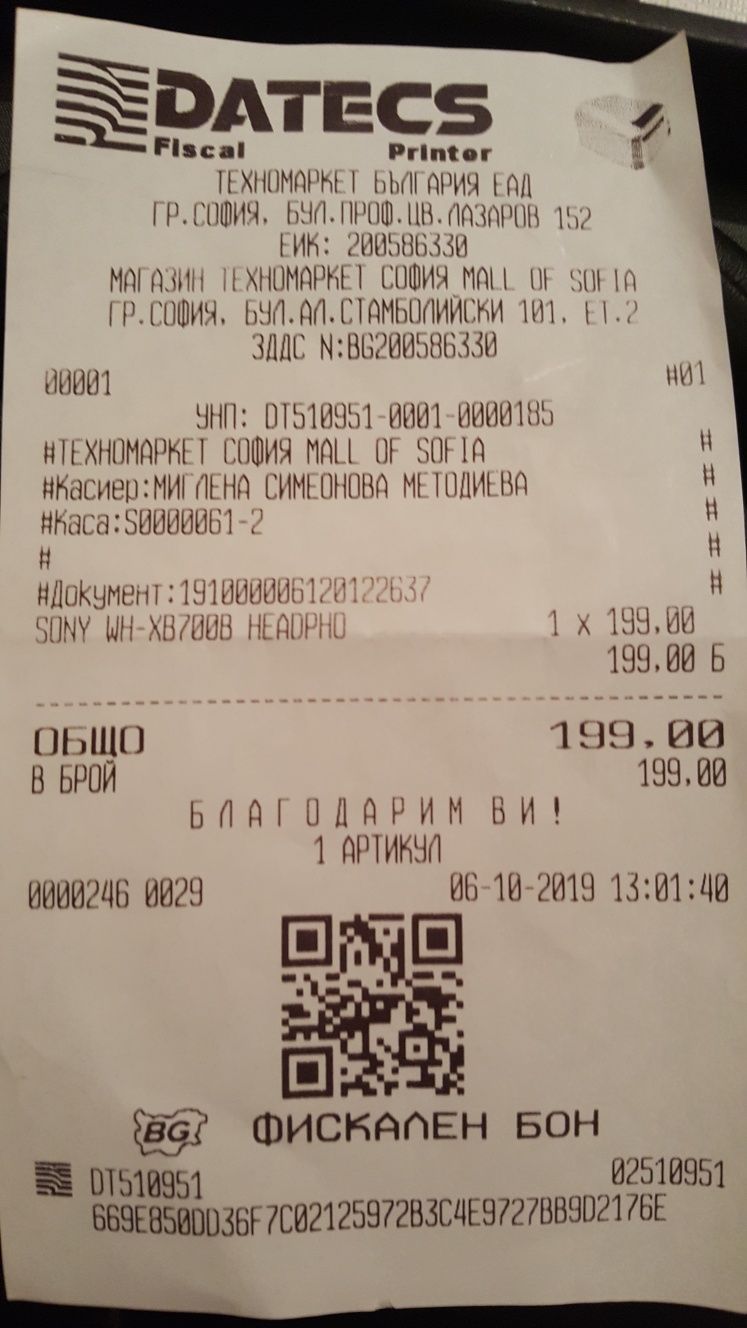 DATECS
Fiscal Printer
ТЕХНОМАРКЕТ БЪЛГАРИЯ ЕАД
ГР.СОФИЯ, БУЛ.ПРОФ.ЦВ.ЛАЗАРОВ 152
ЕИК: 200586330
МАГАЗИН ТЕХНОМАРКЕТ СОФИЯ MALL OF SOFIA
ГР.СОФИЯ, БУЛ.АЛ.СТАМБОЛИЙСКИ 101, ЕТ.2
ЗДДС N:BG200586330
00001 #01
УНП: DT510951-0001-0000185
#ТЕХНОМАРКЕТ СОФИЯ MALL OF SOFIA #
#Касиер:МИГЛЕНА СИМЕОНОВА МЕТОДИЕВА #
#Каса:S0000061-2 #
# #
#Документ:191000006120122637 #
SONY WH-XB700B HEADPHO 1 x 199.00
199.00 Б
ОБЩО 199.00
В БРОЙ 199.00
БЛАГОДАРИМ ВИ!
1 АРТИКУЛ
0000246 0029 06-10-2019 13:01:40
BG ФИСКАЛЕН БОН
DT510951 02510951
669E850DD36F7C02125972B3C4E9727BB9D2176E